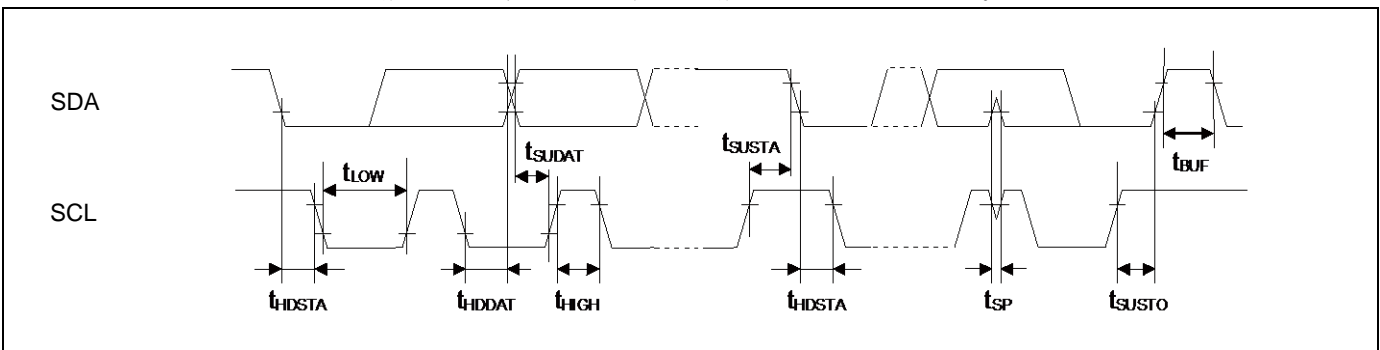 SDA
tSUDAT
tSUSTA
tBUF
tLOW
SCL
tHDSTA
tHDDAT
tHIGH
tHDSTA
tSP
tSUSTO